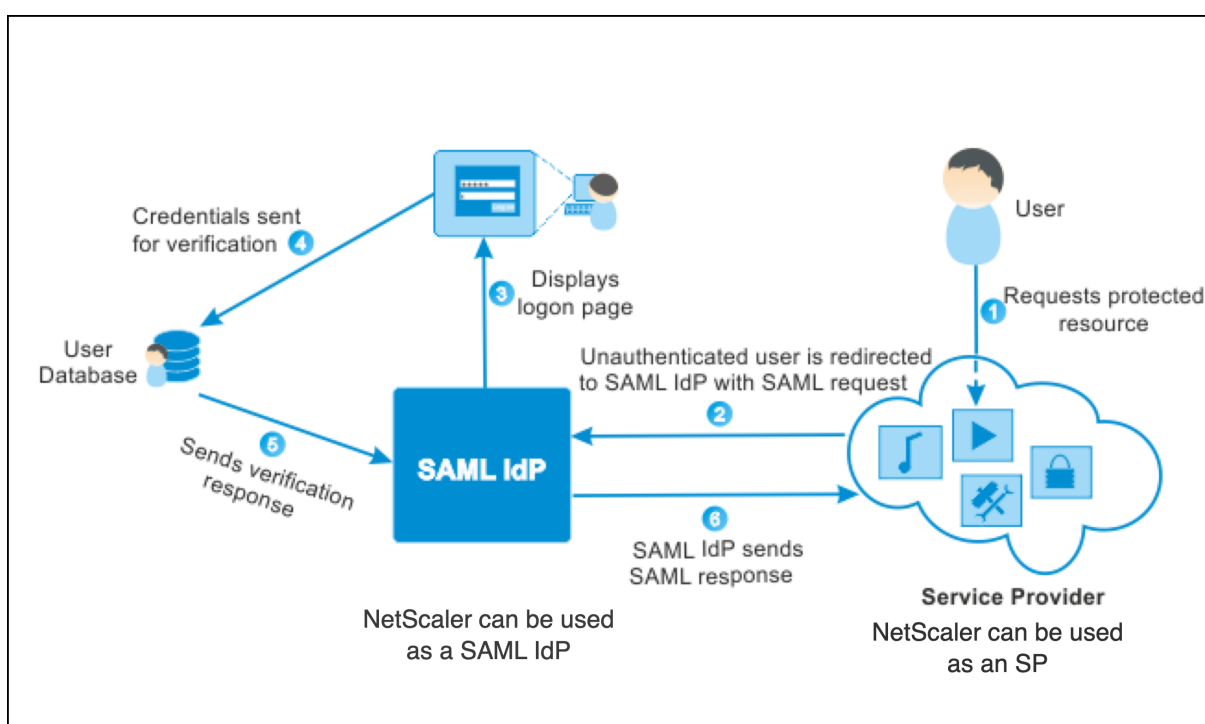 User
1
Requests protected
resource
Unauthenticated user is redirected
to SAML IdP with SAML request
2
3
Displays
logon page
Credentials sent
for verification 4
User
Database
5
Sends verification
response
SAML IdP
6
SAML IdP sends
SAML response
NetScaler can be used
as a SAML IdP
Service Provider
NetScaler can be used
as an SP